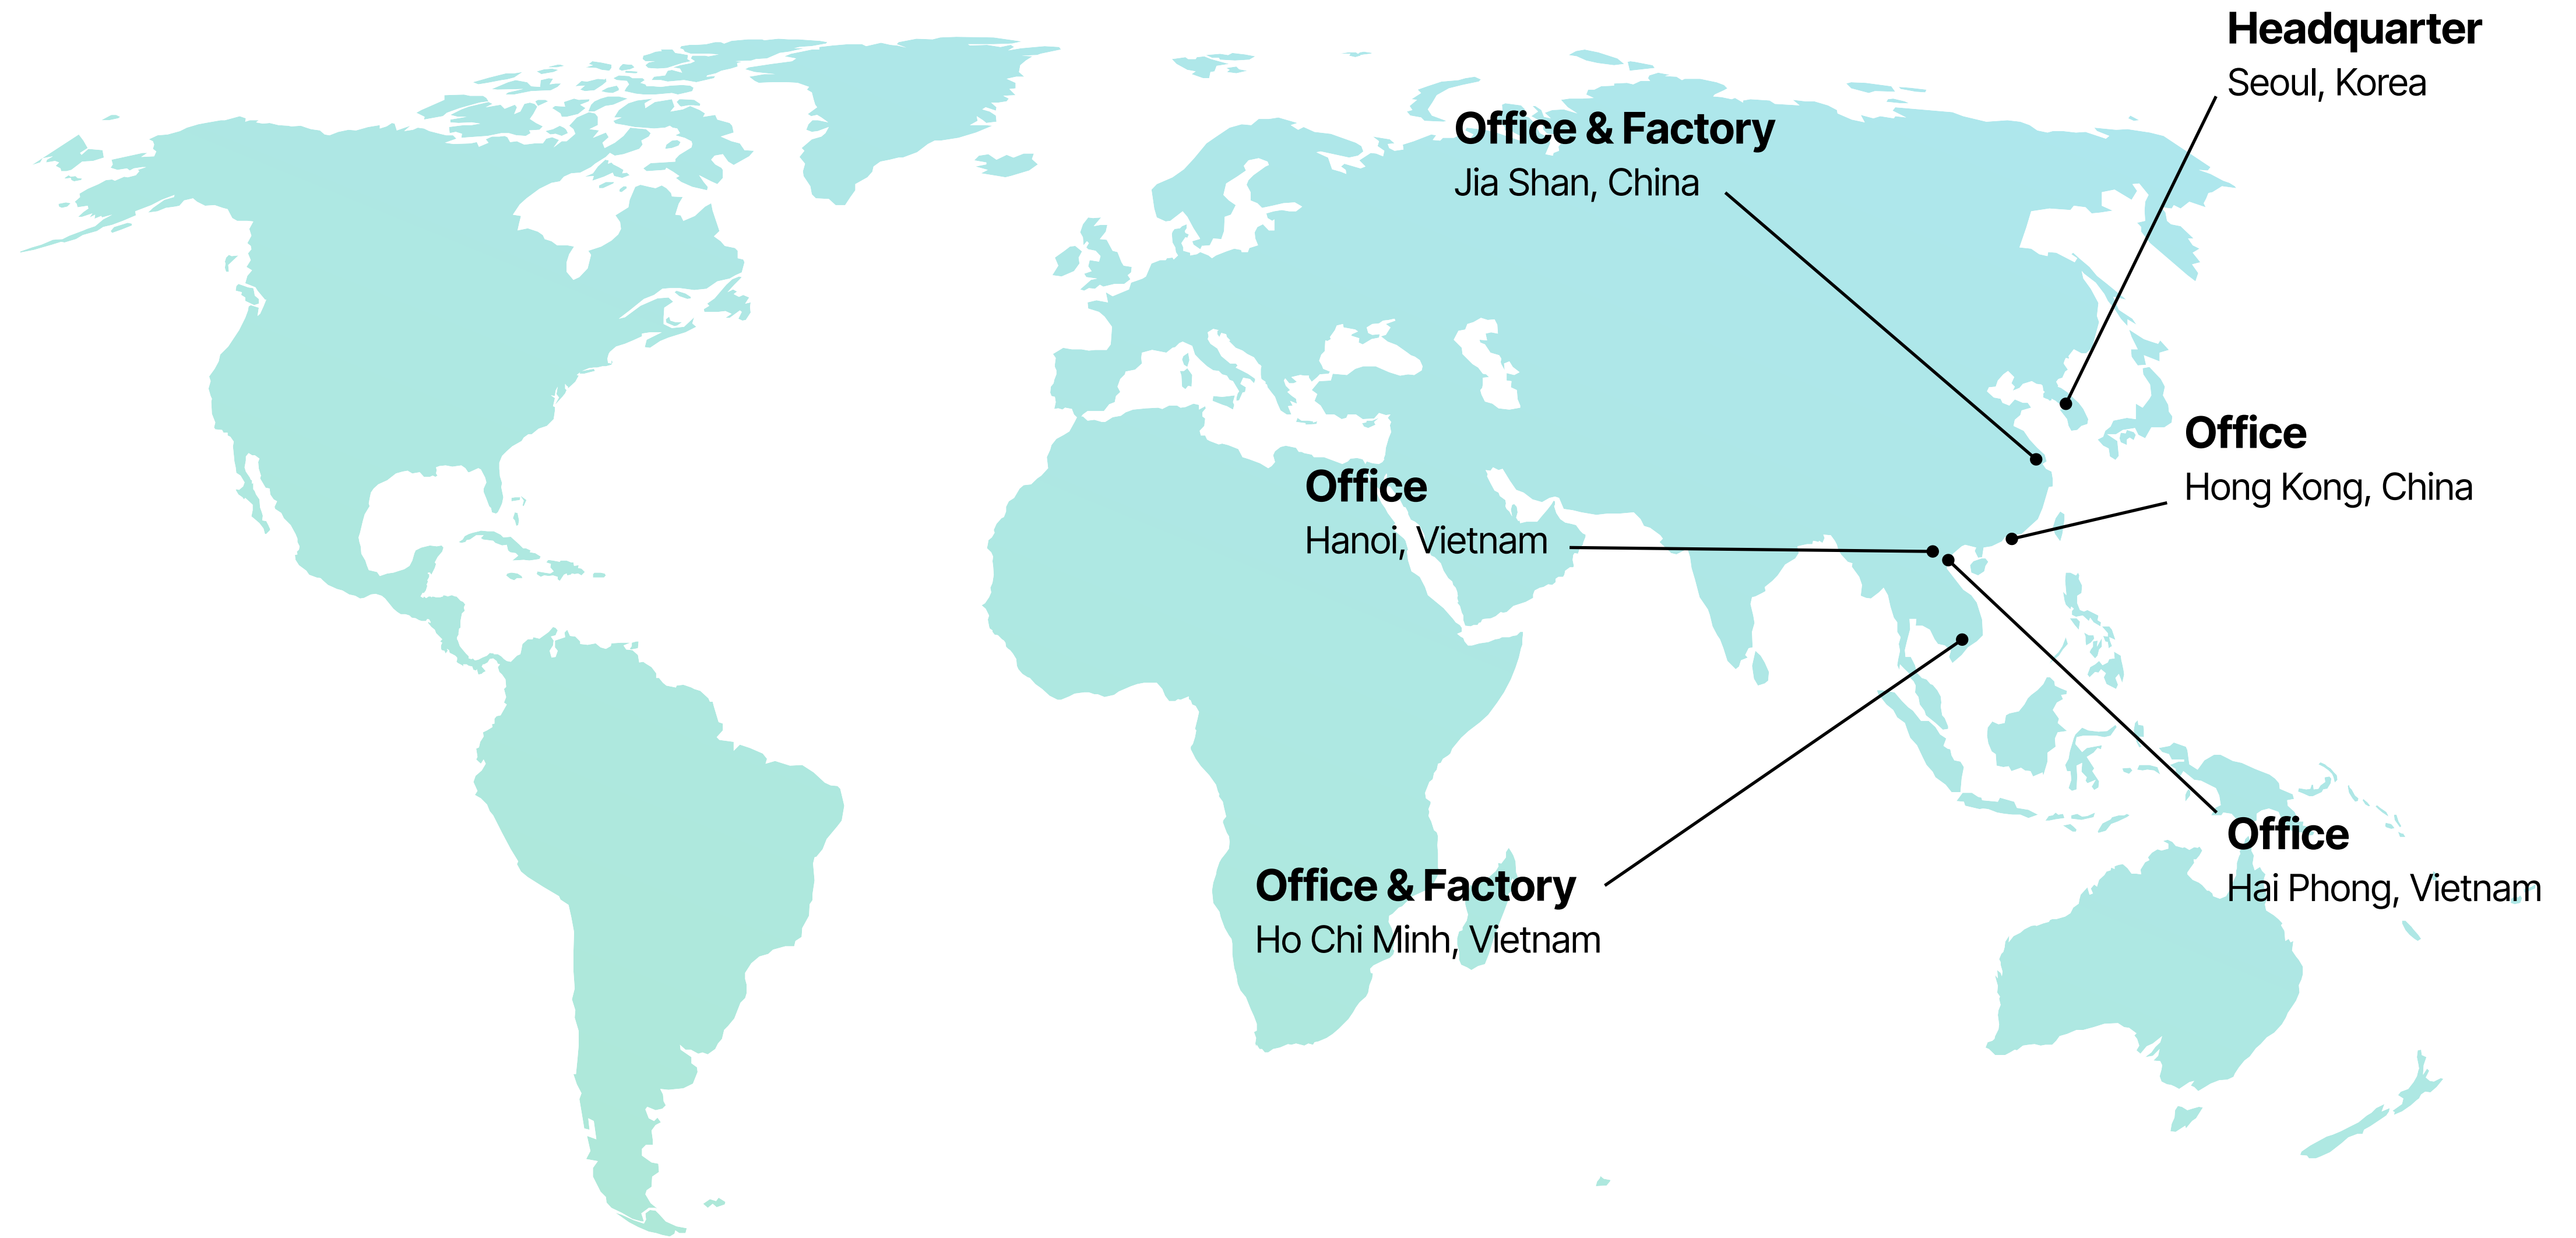 Headquarter
Seoul, Korea
Office & Factory
Jia Shan, China
Office
Hong Kong, China
Office
Hanoi, Vietnam
Office
Hai Phong, Vietnam
Office & Factory
Ho Chi Minh, Vietnam